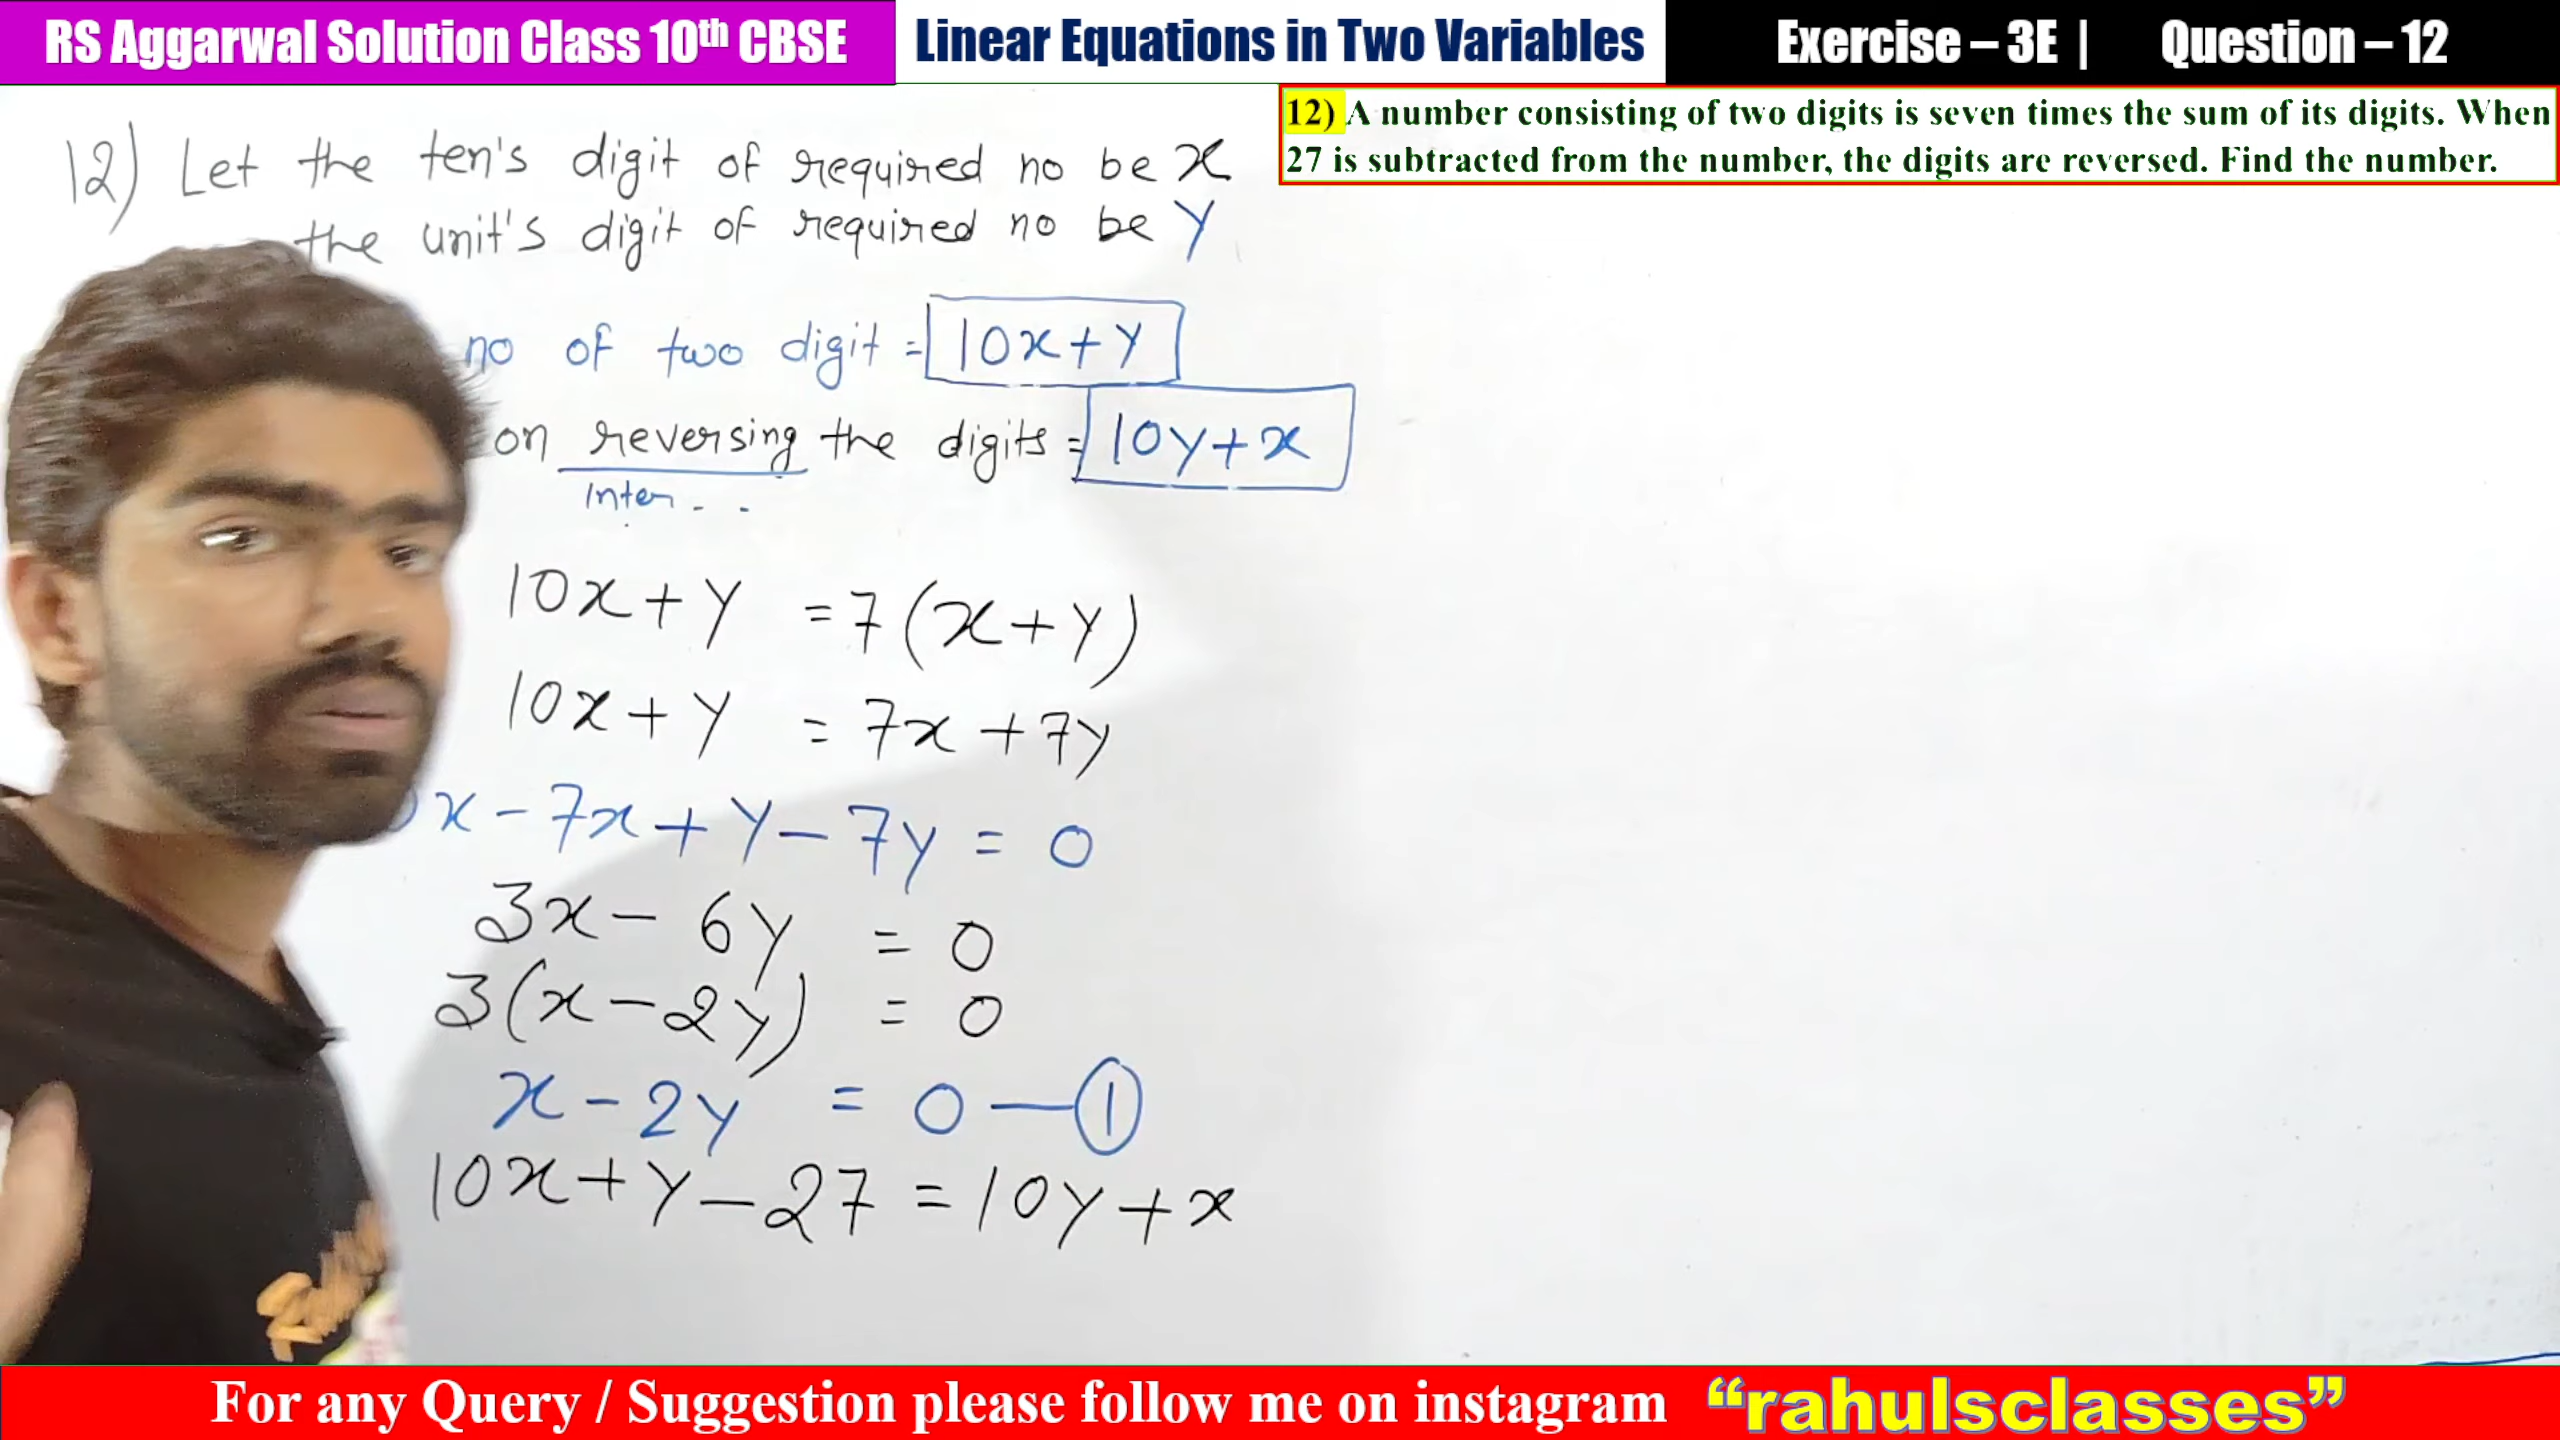 RS Aggarwal Solution Class 10th CBSE
Linear Equations in Two Variables
Exercise – 3E | Question – 12
12) A number consisting of two digits is seven times the sum of its digits. When
27 is subtracted from the number, the digits are reversed. Find the number.
12) Let the ten's digit of required no be x
the unit's digit of required no be y
no of two digit = 10x+y
on reversing the digits = 10y+x
Inter - -
10x+y = 7(x+y)
10x+y = 7x+7y
x-7x+y-7y = 0
3x-6y = 0
3(x-2y) = 0
x-2y = 0 — ①
10x+y-27 = 10y+x
For any Query / Suggestion please follow me on instagram "rahulsclasses"